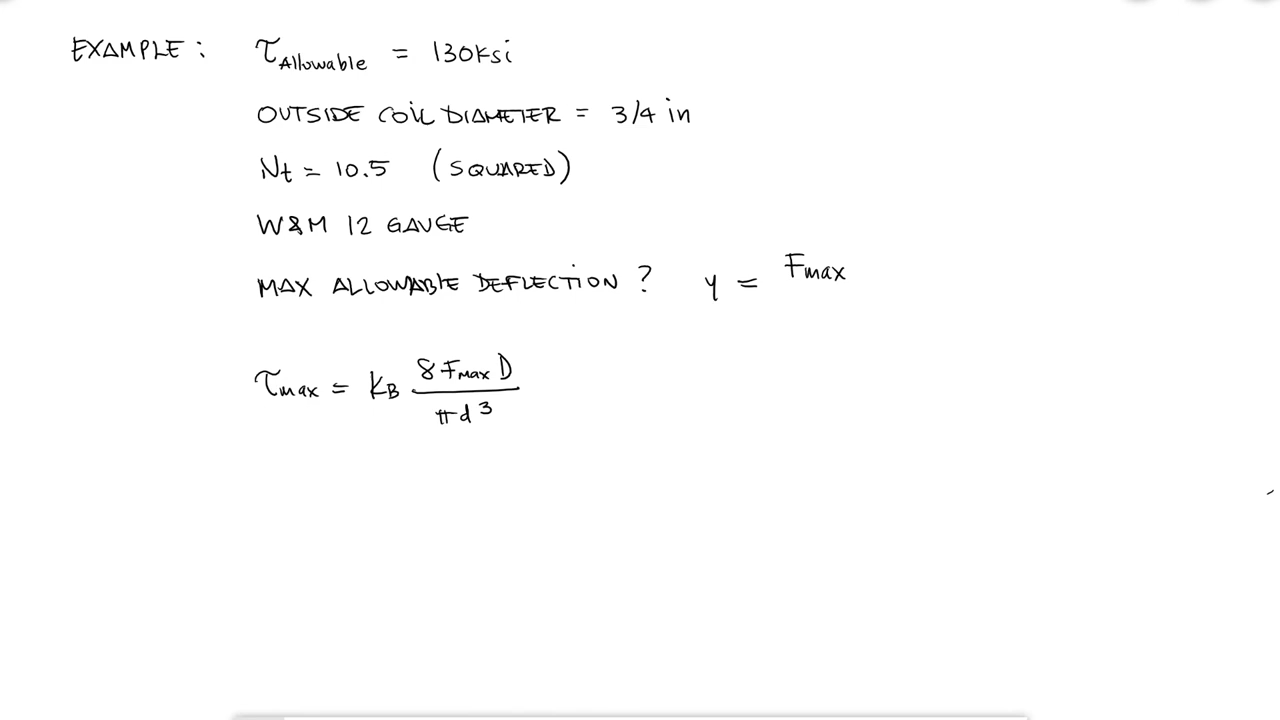 EXAMPLE: τAllowable = 130ksi
OUTSIDE COIL DIAMETER = 3/4 in
Nt = 10.5 (SQUARED)
W&M 12 GAUGE
MAX ALLOWABLE DEFLECTION? y = Fmax
τmax = KB 8FmaxD / πd³